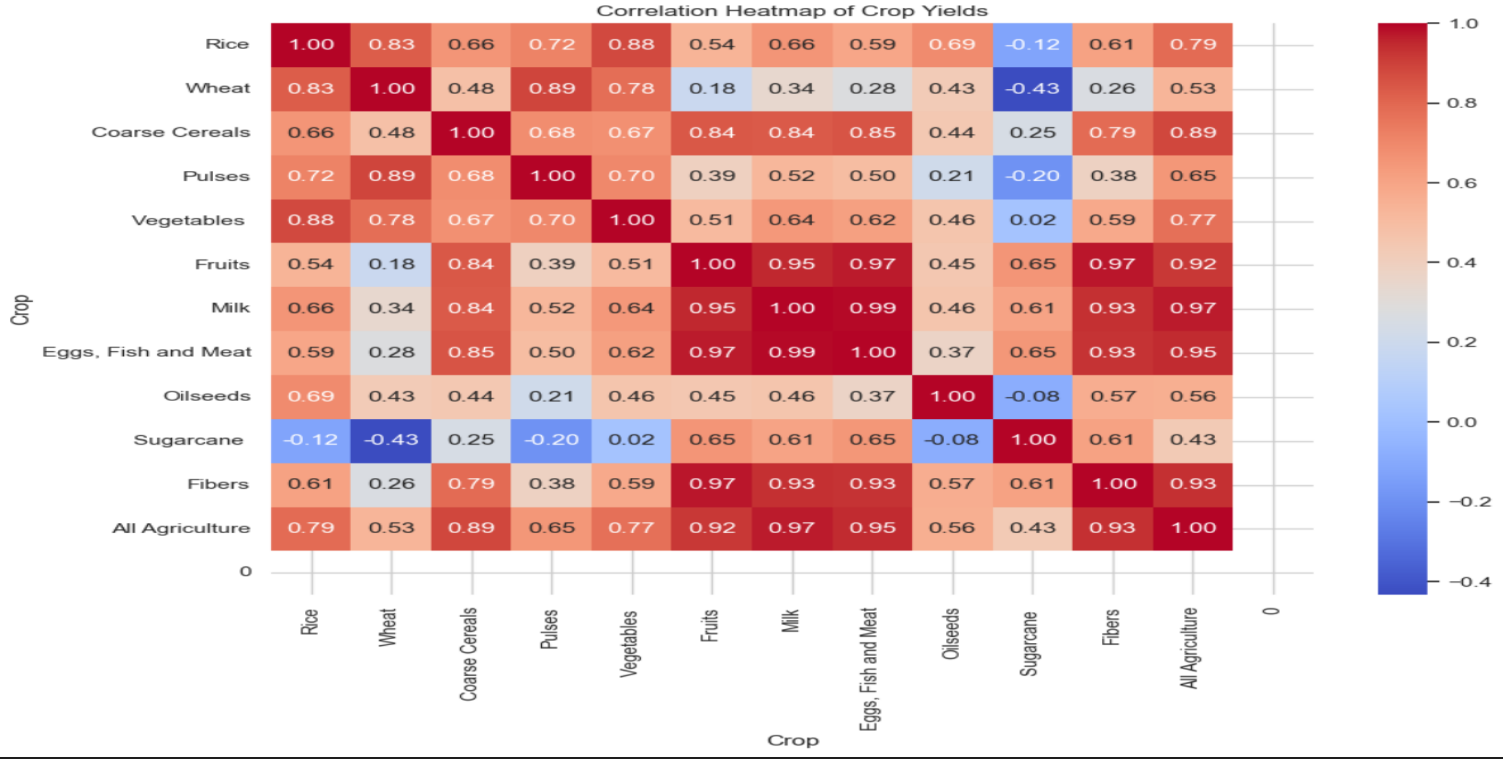 Correlation Heatmap of Crop Yields
Rice 1.00 0.83 0.66 0.72 0.88 0.54 0.66 0.59 0.69 -0.12 0.61 0.79
Wheat 0.83 1.00 0.48 0.89 0.78 0.18 0.34 0.28 0.43 -0.43 0.26 0.53
Coarse Cereals 0.66 0.48 1.00 0.68 0.67 0.84 0.84 0.85 0.44 0.25 0.79 0.89
Pulses 0.72 0.89 0.68 1.00 0.70 0.39 0.52 0.50 0.21 -0.20 0.38 0.65
Vegetables 0.88 0.78 0.67 0.70 1.00 0.51 0.64 0.62 0.46 0.02 0.59 0.77
Fruits 0.54 0.18 0.84 0.39 0.51 1.00 0.95 0.97 0.45 0.65 0.97 0.92
Milk 0.66 0.34 0.84 0.52 0.64 0.95 1.00 0.99 0.46 0.61 0.93 0.97
Eggs, Fish and Meat 0.59 0.28 0.85 0.50 0.62 0.97 0.99 1.00 0.37 0.65 0.93 0.95
Oilseeds 0.69 0.43 0.44 0.21 0.46 0.45 0.46 0.37 1.00 -0.08 0.57 0.56
Sugarcane -0.12 -0.43 0.25 -0.20 0.02 0.65 0.61 0.65 -0.08 1.00 0.61 0.43
Fibers 0.61 0.26 0.79 0.38 0.59 0.97 0.93 0.93 0.57 0.61 1.00 0.93
All Agriculture 0.79 0.53 0.89 0.65 0.77 0.92 0.97 0.95 0.56 0.43 0.93 1.00
0
Crop
Rice
Wheat
Coarse Cereals
Pulses
Vegetables
Fruits
Milk
Eggs, Fish and Meat
Oilseeds
Sugarcane
Fibers
All Agriculture
0
Crop
1.0
0.8
0.6
0.4
0.2
0.0
−0.2
−0.4